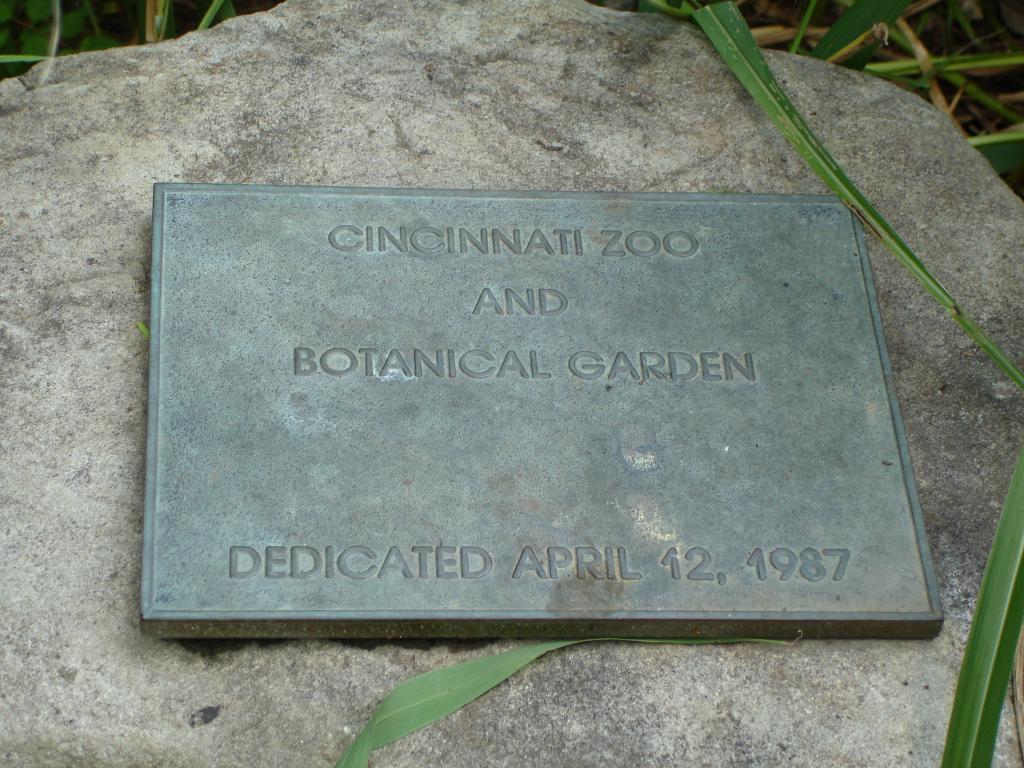 CINCINNATI ZOO
AND
BOTANICAL GARDEN
DEDICATED APRIL 12, 1987